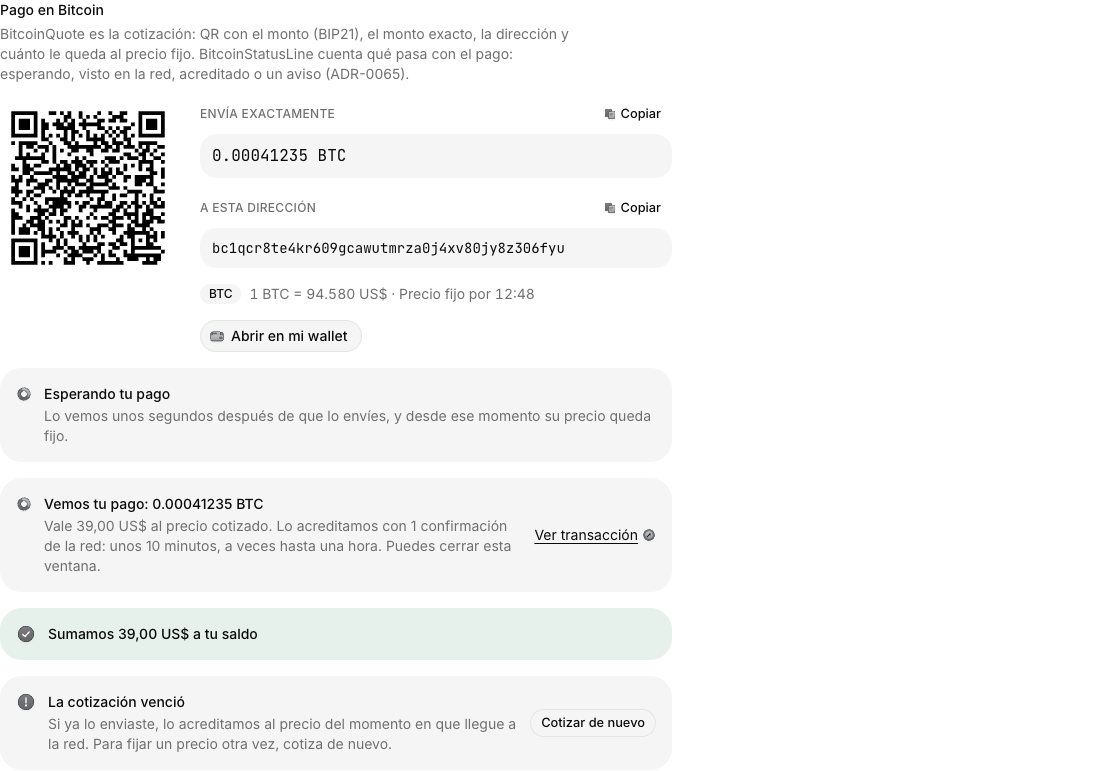 Pago en Bitcoin
BitcoinQuote es la cotización: QR con el monto (BIP21), el monto exacto, la dirección y
cuánto le queda al precio fijo. BitcoinStatusLine cuenta qué pasa con el pago:
esperando, visto en la red, acreditado o un aviso (ADR-0065).
ENVÍA EXACTAMENTE
Copiar
0.00041235 BTC
A ESTA DIRECCIÓN
Copiar
bc1qcr8te4kr609gcawutmrza0j4xv80jy8z306fyu
BTC 1 BTC = 94.580 US$ · Precio fijo por 12:48
Abrir en mi wallet
Esperando tu pago
Lo vemos unos segundos después de que lo envíes, y desde ese momento su precio queda
fijo.
Vemos tu pago: 0.00041235 BTC
Vale 39,00 US$ al precio cotizado. Lo acreditamos con 1 confirmación
de la red: unos 10 minutos, a veces hasta una hora. Puedes cerrar esta
ventana.
Ver transacción
Sumamos 39,00 US$ a tu saldo
La cotización venció
Si ya lo enviaste, lo acreditamos al precio del momento en que llegue a
la red. Para fijar un precio otra vez, cotiza de nuevo.
Cotizar de nuevo